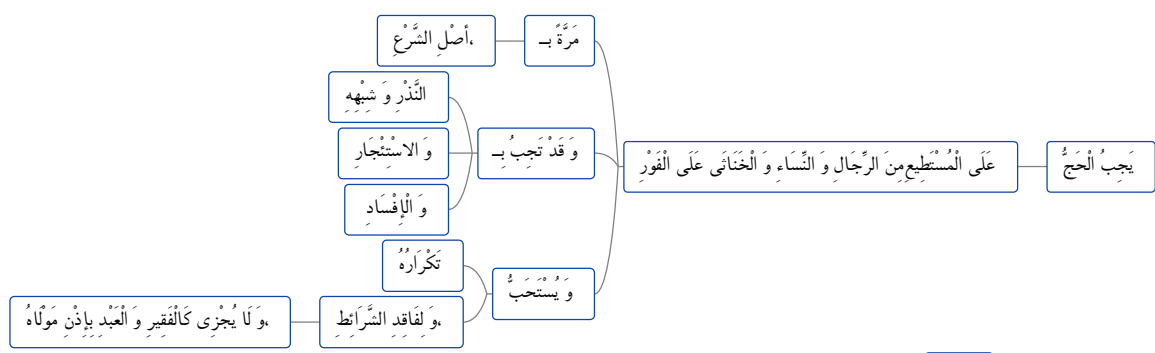 يَجِبُ الْحَجُّ
عَلَى الْمُسْتَطِيعِ مِنَ الرِّجَالِ وَ النِّسَاءِ وَ الْخَنَاثَى عَلَى الْفَوْرِ
مَرَّةً بـ
أَصْلِ الشَّرْعِ،
وَ قَدْ تَجِبُ بِـ
النَّذْرِ وَ شِبْهِهِ
وَ الاسْتِئْجَارِ
وَ الْإِفْسَادِ
وَ يُسْتَحَبُّ
تَكْرَارُهُ
وَ لِفَاقِدِ الشَّرَائِطِ،
وَ لَا يُجْزِى كَالْفَقِيرِ وَ الْعَبْدِ بِإِذْنِ مَوْلَاهُ،